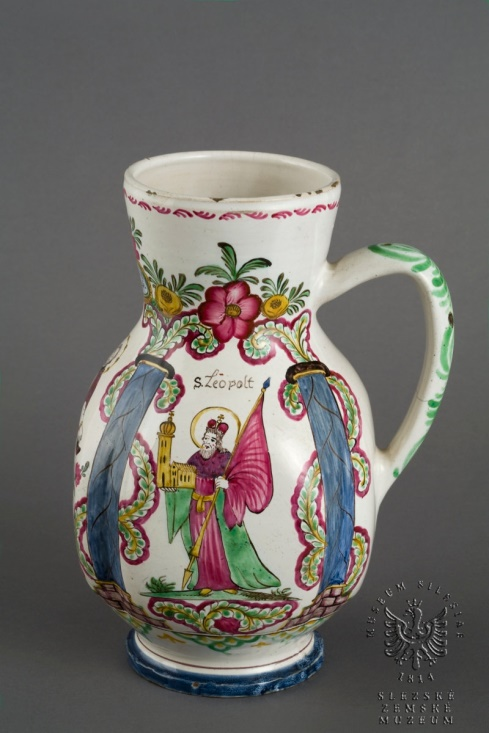 S. Leopolt
MUSEUM SILESIAE
1814
SLEZSKÉ
ZEMSKÉ
MUZEUM